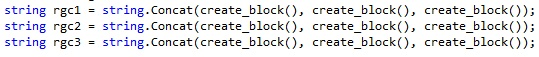 string rgc1 = string.Concat(create_block(), create_block(), create_block());
string rgc2 = string.Concat(create_block(), create_block(), create_block());
string rgc3 = string.Concat(create_block(), create_block(), create_block());